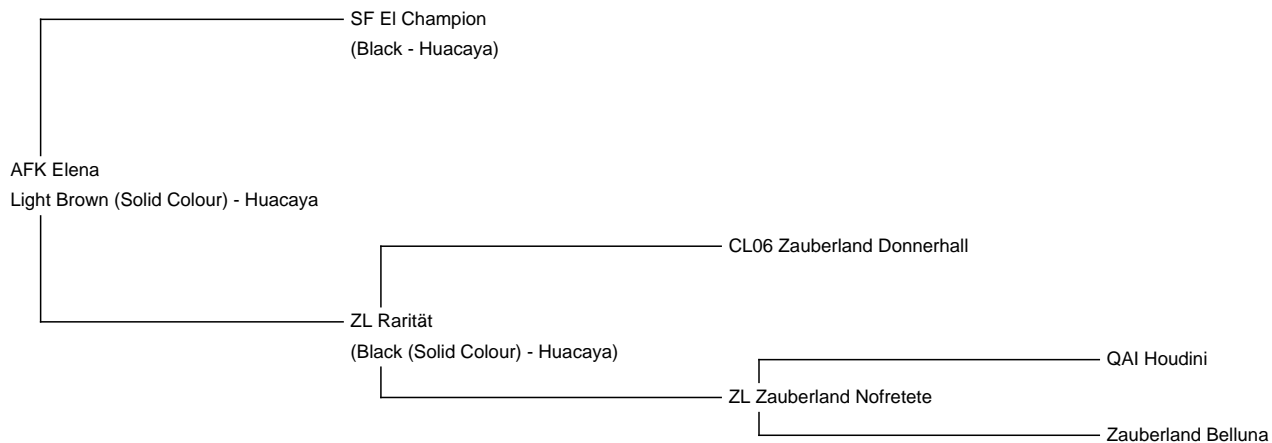 SF El Champion
(Black - Huacaya)
AFK Elena
Light Brown (Solid Colour) - Huacaya
CL06 Zauberland Donnerhall
ZL Rarität
(Black (Solid Colour) - Huacaya)
QAI Houdini
ZL Zauberland Nofretete
Zauberland Belluna